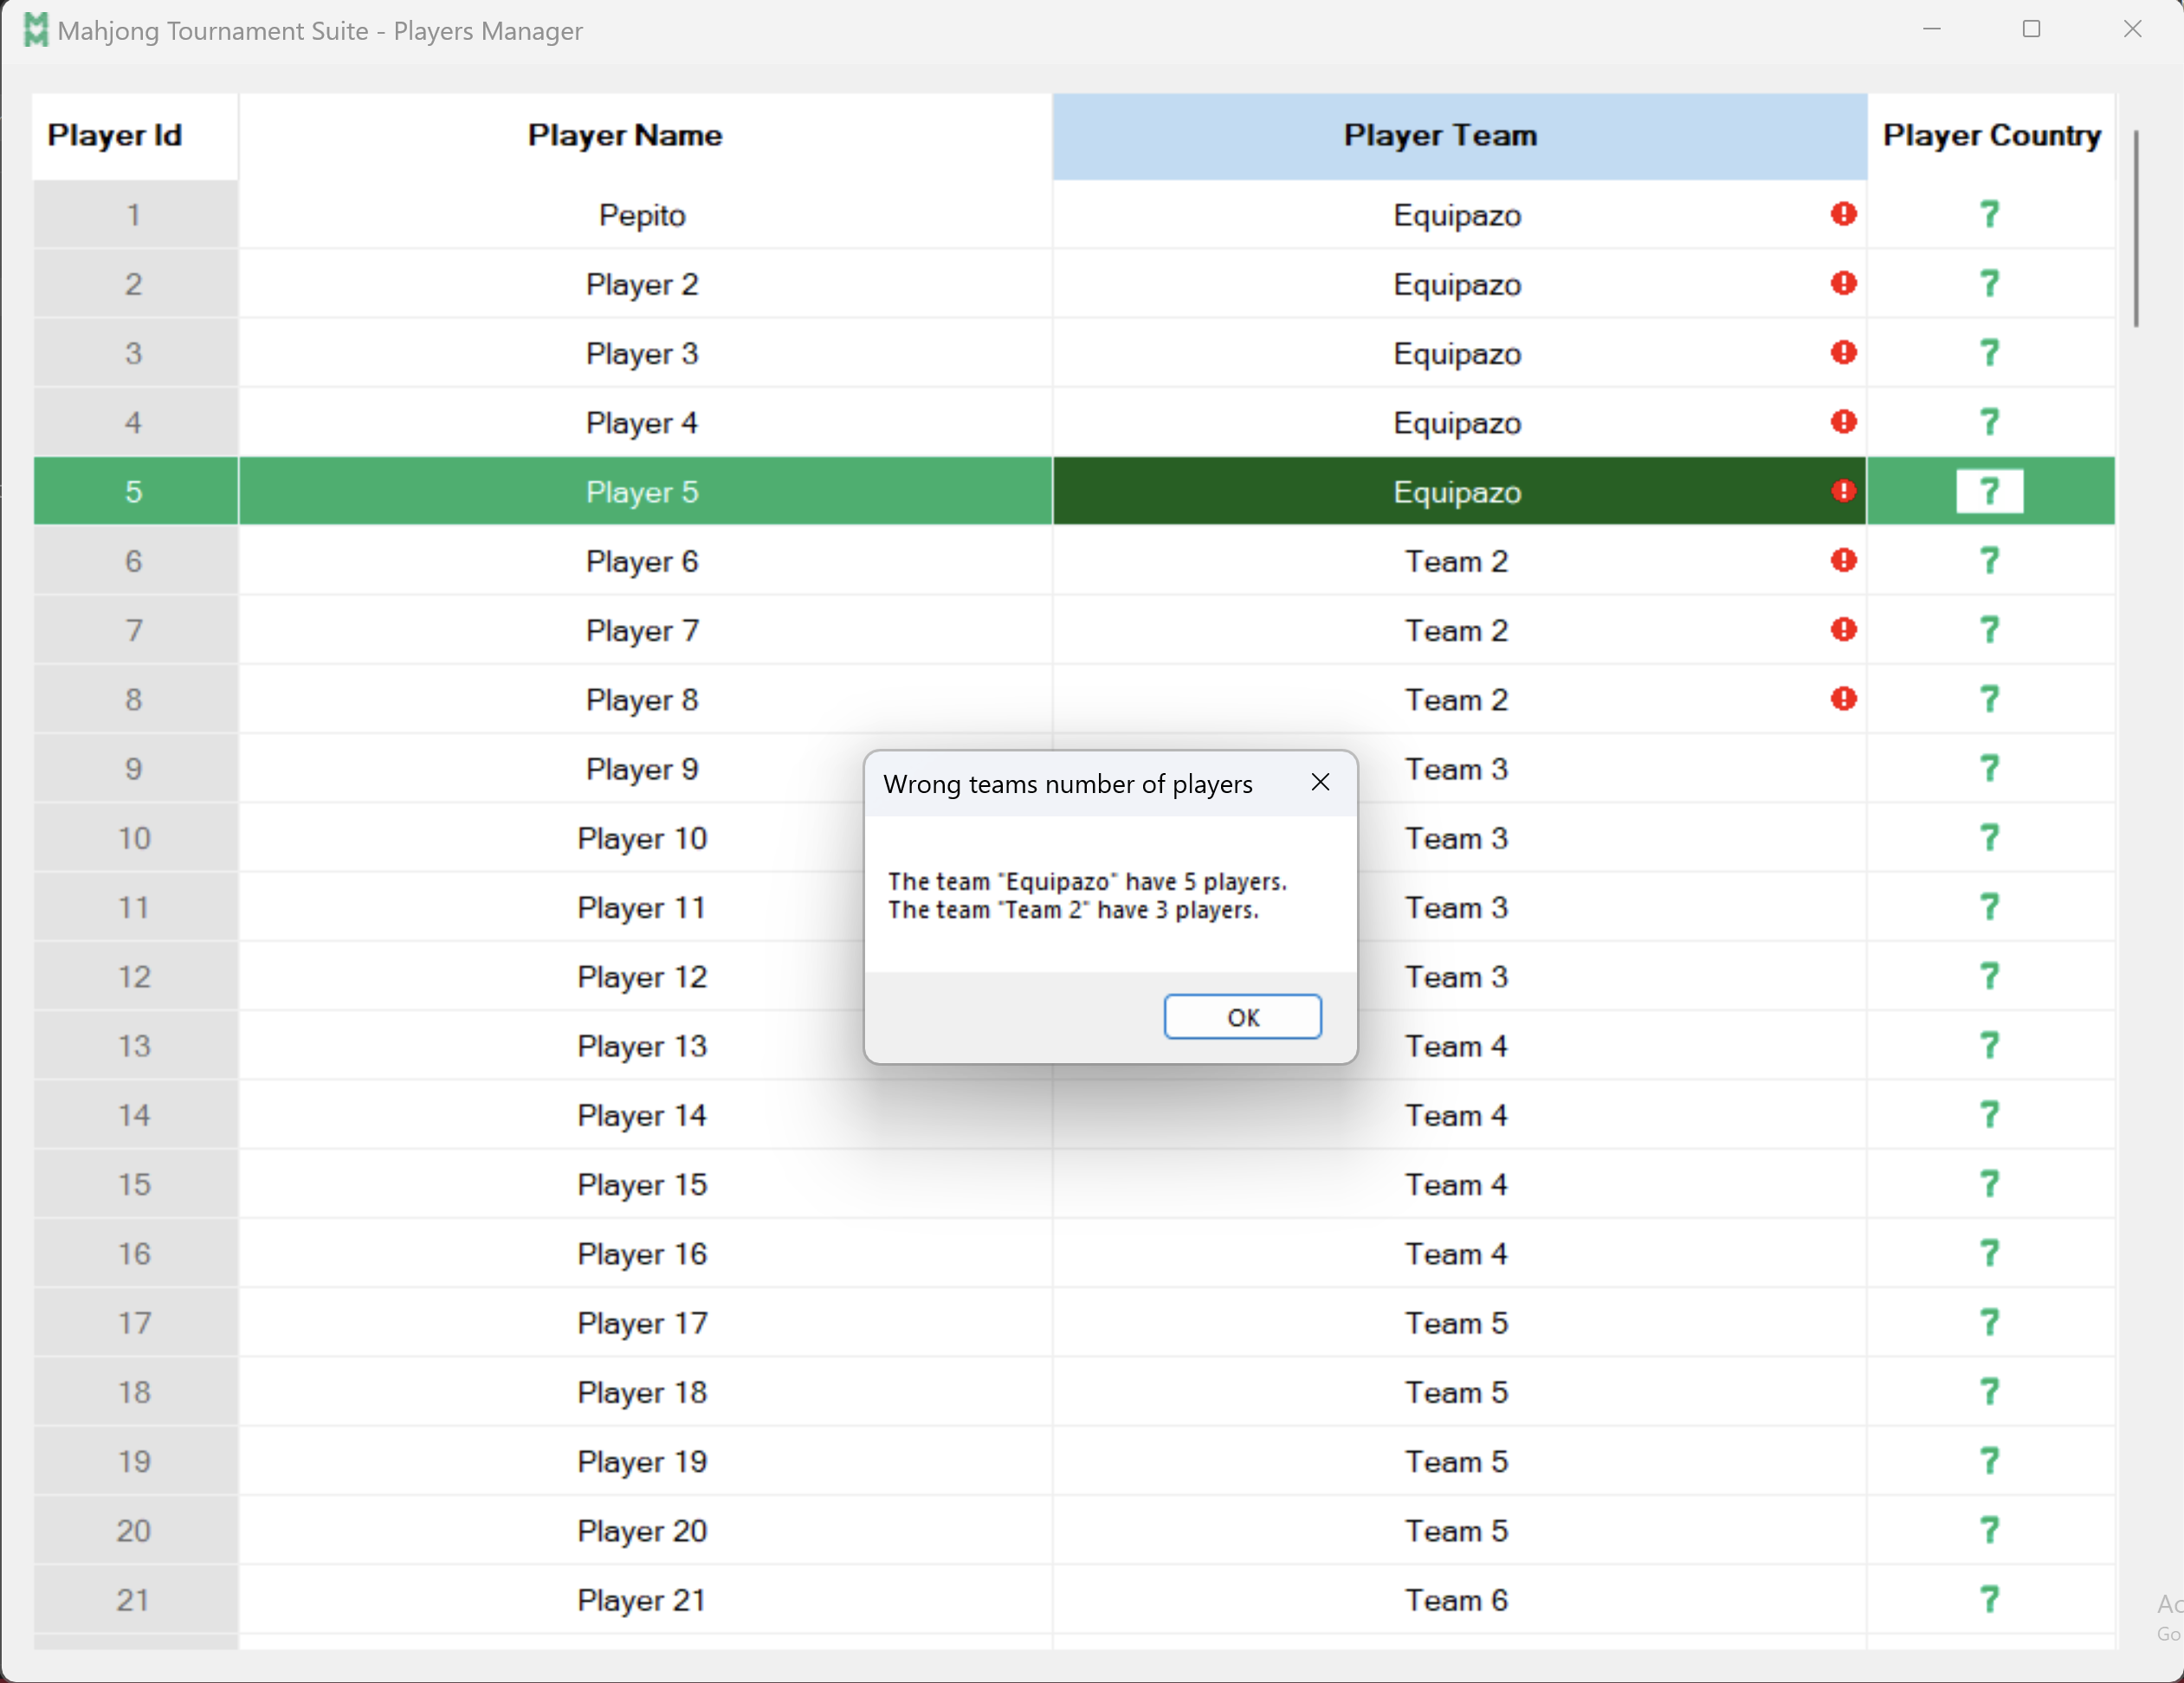 Mahjong Tournament Suite - Players Manager
Player Id Player Name Player Team Player Country
1 Pepito Equipazo ?
2 Player 2 Equipazo ?
3 Player 3 Equipazo ?
4 Player 4 Equipazo ?
5 Player 5 Equipazo ?
6 Player 6 Team 2 ?
7 Player 7 Team 2 ?
8 Player 8 Team 2 ?
9 Player 9 Team 3 ?
10 Player 10 Team 3 ?
11 Player 11 Team 3 ?
12 Player 12 Team 3 ?
13 Player 13 Team 4 ?
14 Player 14 Team 4 ?
15 Player 15 Team 4 ?
16 Player 16 Team 4 ?
17 Player 17 Team 5 ?
18 Player 18 Team 5 ?
19 Player 19 Team 5 ?
20 Player 20 Team 5 ?
21 Player 21 Team 6 ?
Wrong teams number of players
The team "Equipazo" have 5 players.
The team "Team 2" have 3 players.
OK
Go